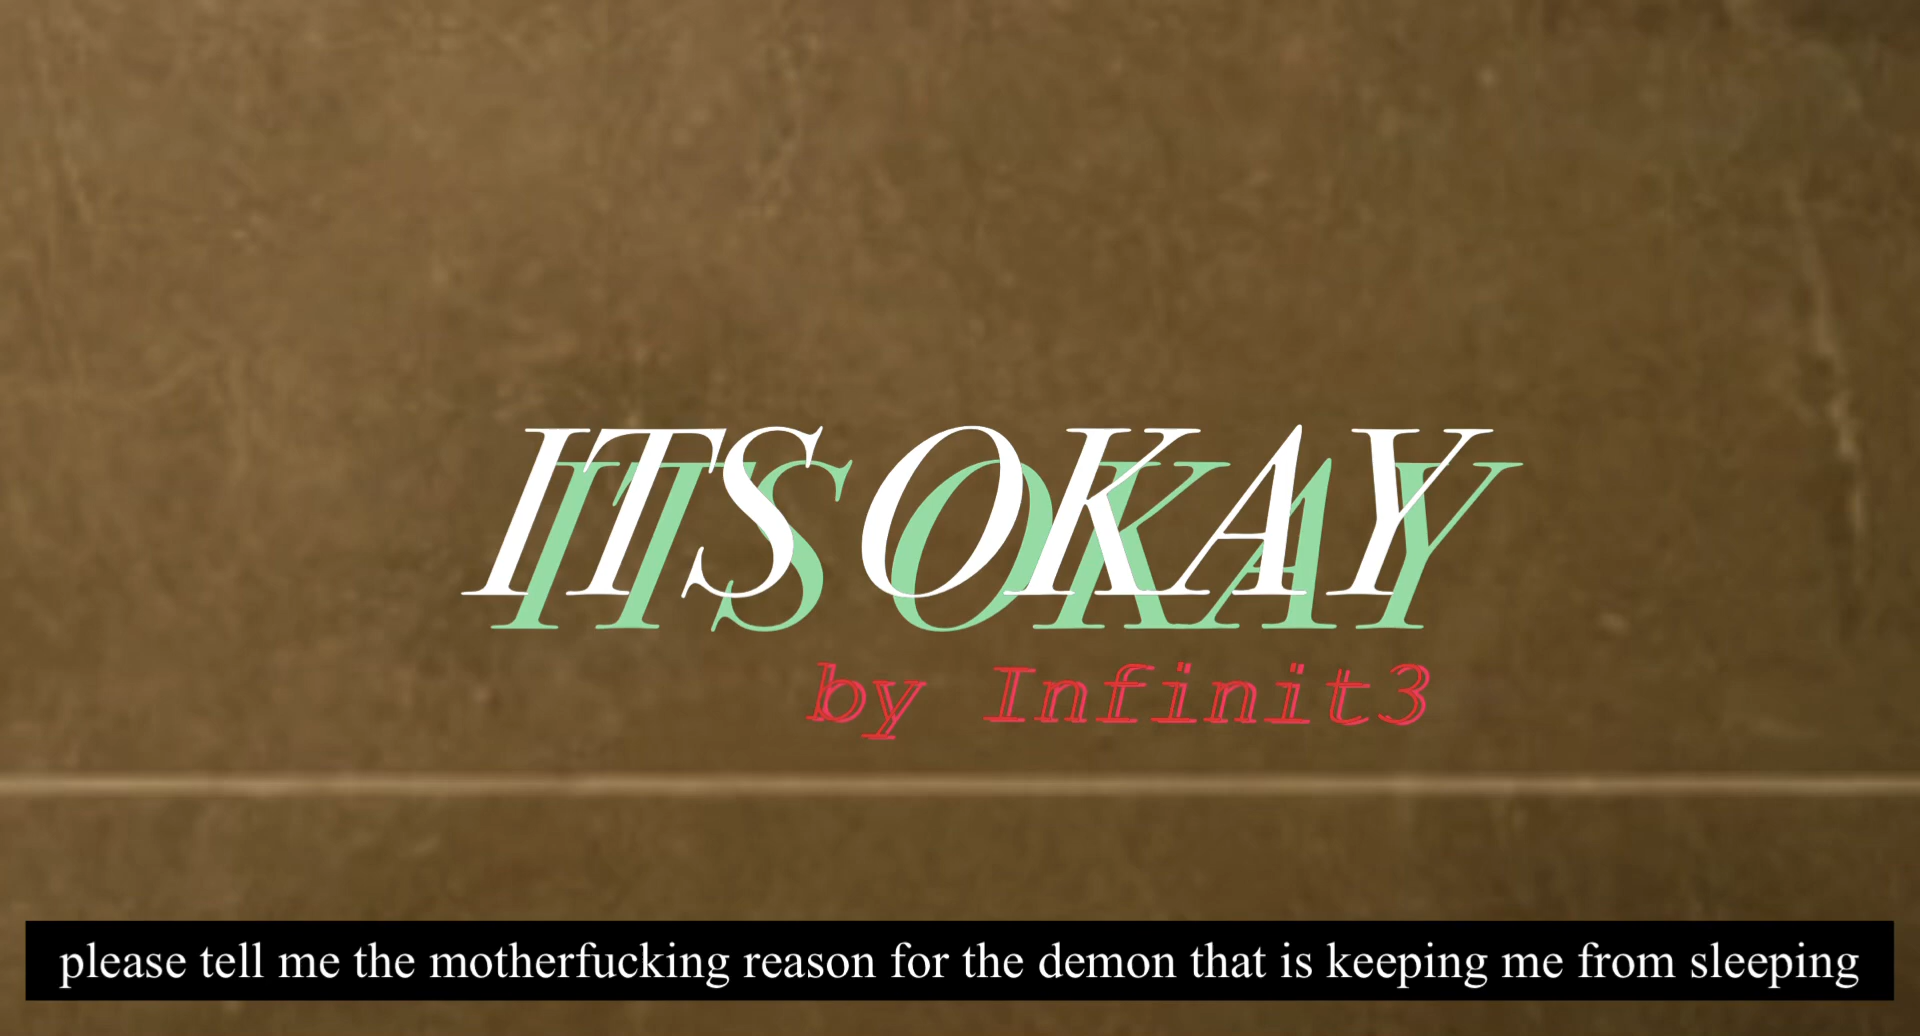 ITS OKAY
by Infinit3
please tell me the motherfucking reason for the demon that is keeping me from sleeping